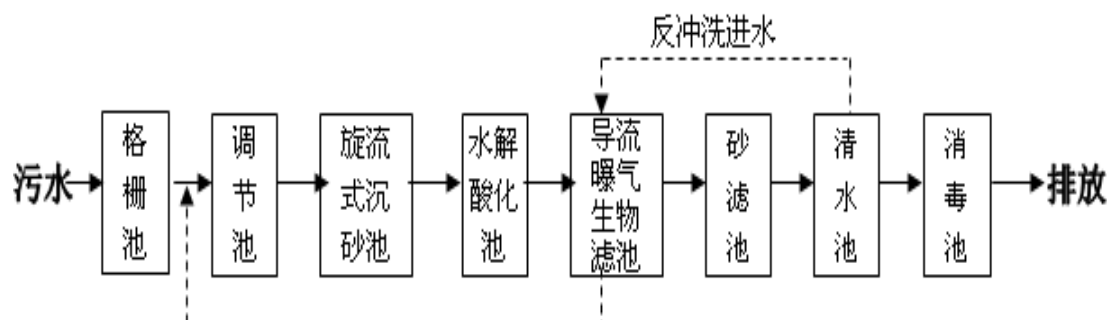 反冲洗进水
污水
格栅池
调节池
旋流式沉砂池
水解酸化池
导流曝气生物滤池
砂滤池
清水池
消毒池
排放